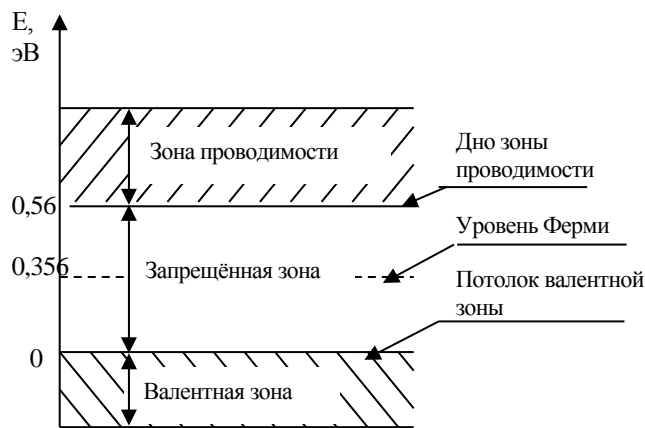 E,
эВ
Зона проводимости
Дно зоны
проводимости
0,56
Уровень Ферми
0,356
Запрещённая зона
Потолок валентной
зоны
0
Валентная зона